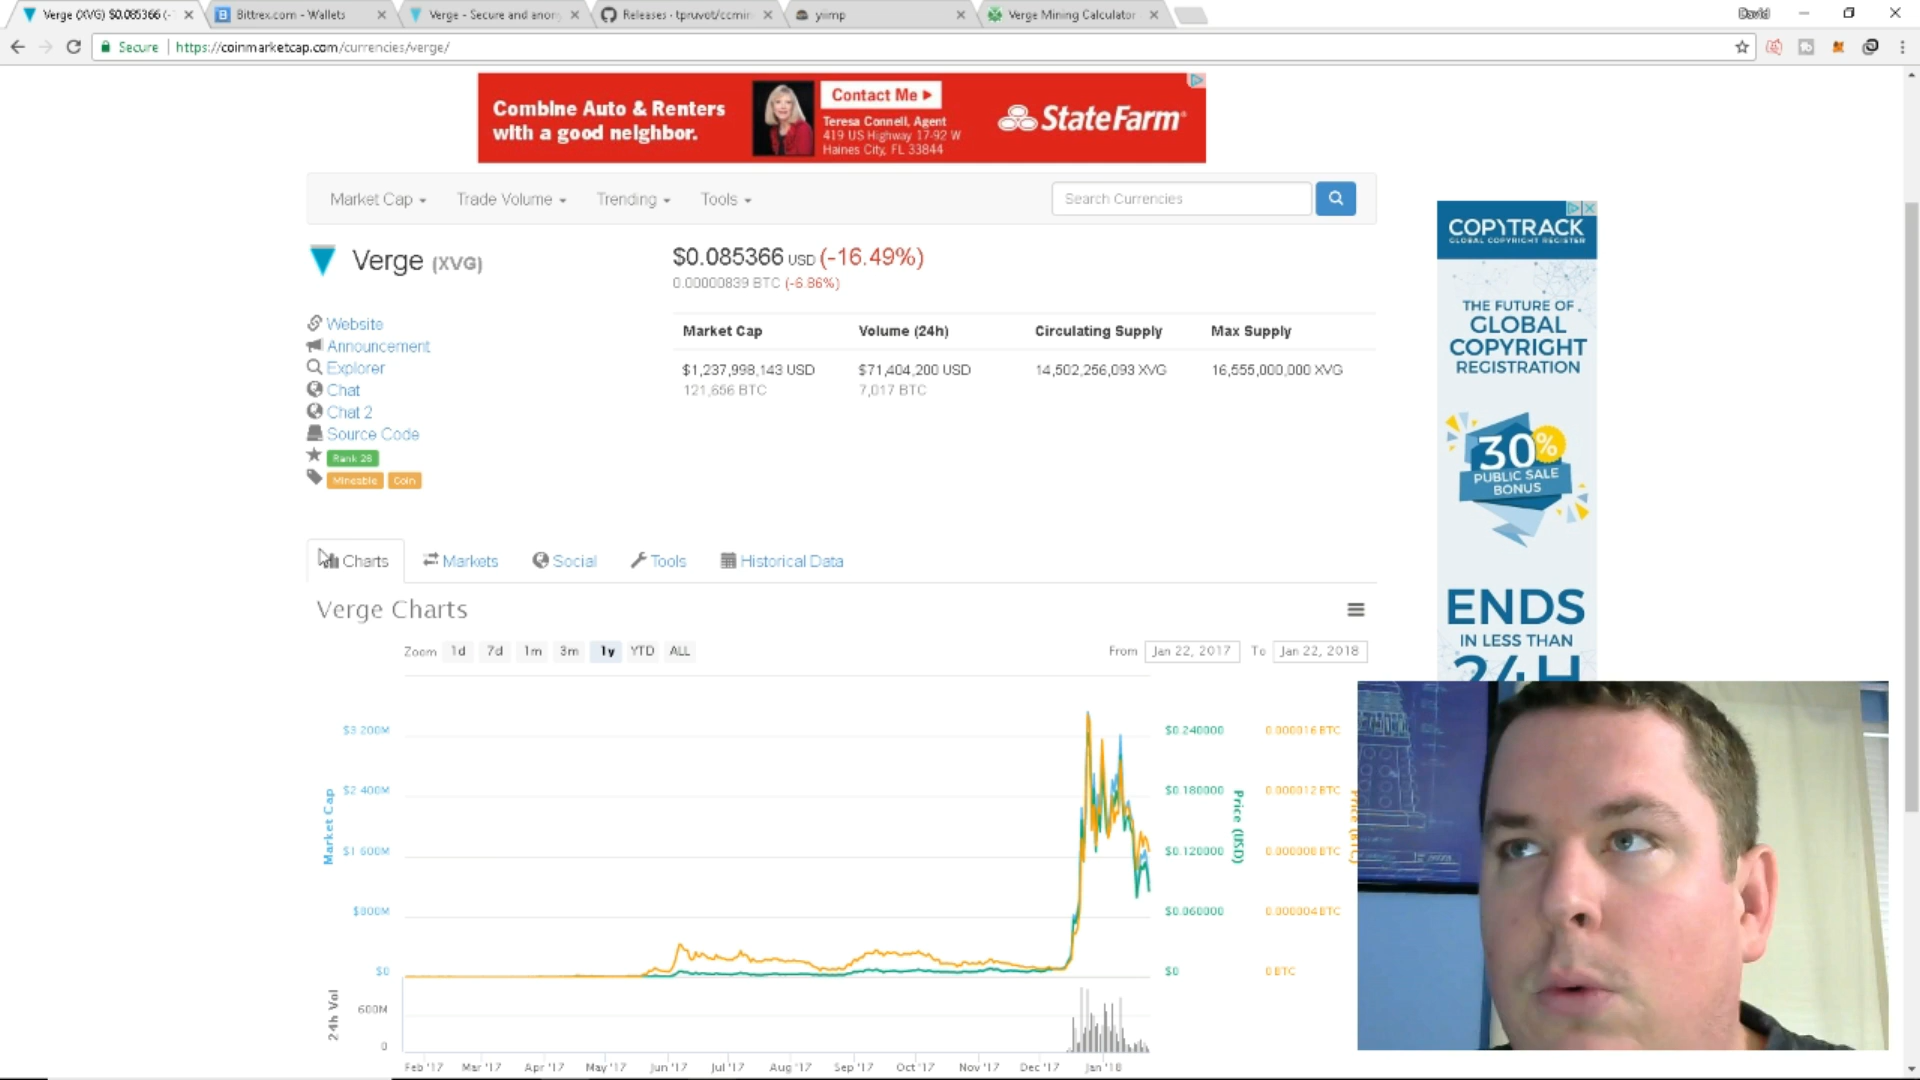 Verge (XVG) $0.085366 (-
Bittrex.com - Wallets
Verge - Secure and anon
Releases · tpruvot/ccmin
yiimp
Verge Mining Calculator
David
Secure
https://coinmarketcap.com/currencies/verge/
Combine Auto & Renters
with a good neighbor.
Contact Me
Teresa Connell, Agent
419 US Highway 17-92 W
Haines City, FL 33844
StateFarm
Market Cap
Trade Volume
Trending
Tools
Search Currencies
Verge (XVG)
$0.085366 USD (-16.49%)
0.00000839 BTC (-6.86%)
Website
Announcement
Explorer
Chat
Chat 2
Source Code
Rank 26
Mineable
Coin
Market Cap
Volume (24h)
Circulating Supply
Max Supply
$1,237,998,143 USD
$71,404,200 USD
14,502,256,093 XVG
16,555,000,000 XVG
121,656 BTC
7,017 BTC
COPYTRACK
GLOBAL COPYRIGHT REGISTER
THE FUTURE OF
GLOBAL
COPYRIGHT
REGISTRATION
30%
PUBLIC SALE
BONUS
ENDS
IN LESS THAN
24H
Charts
Markets
Social
Tools
Historical Data
Verge Charts
Zoom
1d
7d
1m
3m
1y
YTD
ALL
From
Jan 22, 2017
To
Jan 22, 2018
$3 200M
$2 400M
$1 600M
$800M
$0
Market Cap
$0.240000
$0.180000
$0.120000
$0.060000
$0
Price (USD)
0.000016 BTC
0.000012 BTC
0.000008 BTC
0.000004 BTC
0 BTC
24h Vol
600M
0
Feb '17
Mar '17
Apr '17
May '17
Jun '17
Jul '17
Aug '17
Sep '17
Oct '17
Nov '17
Dec '17
Jan '18